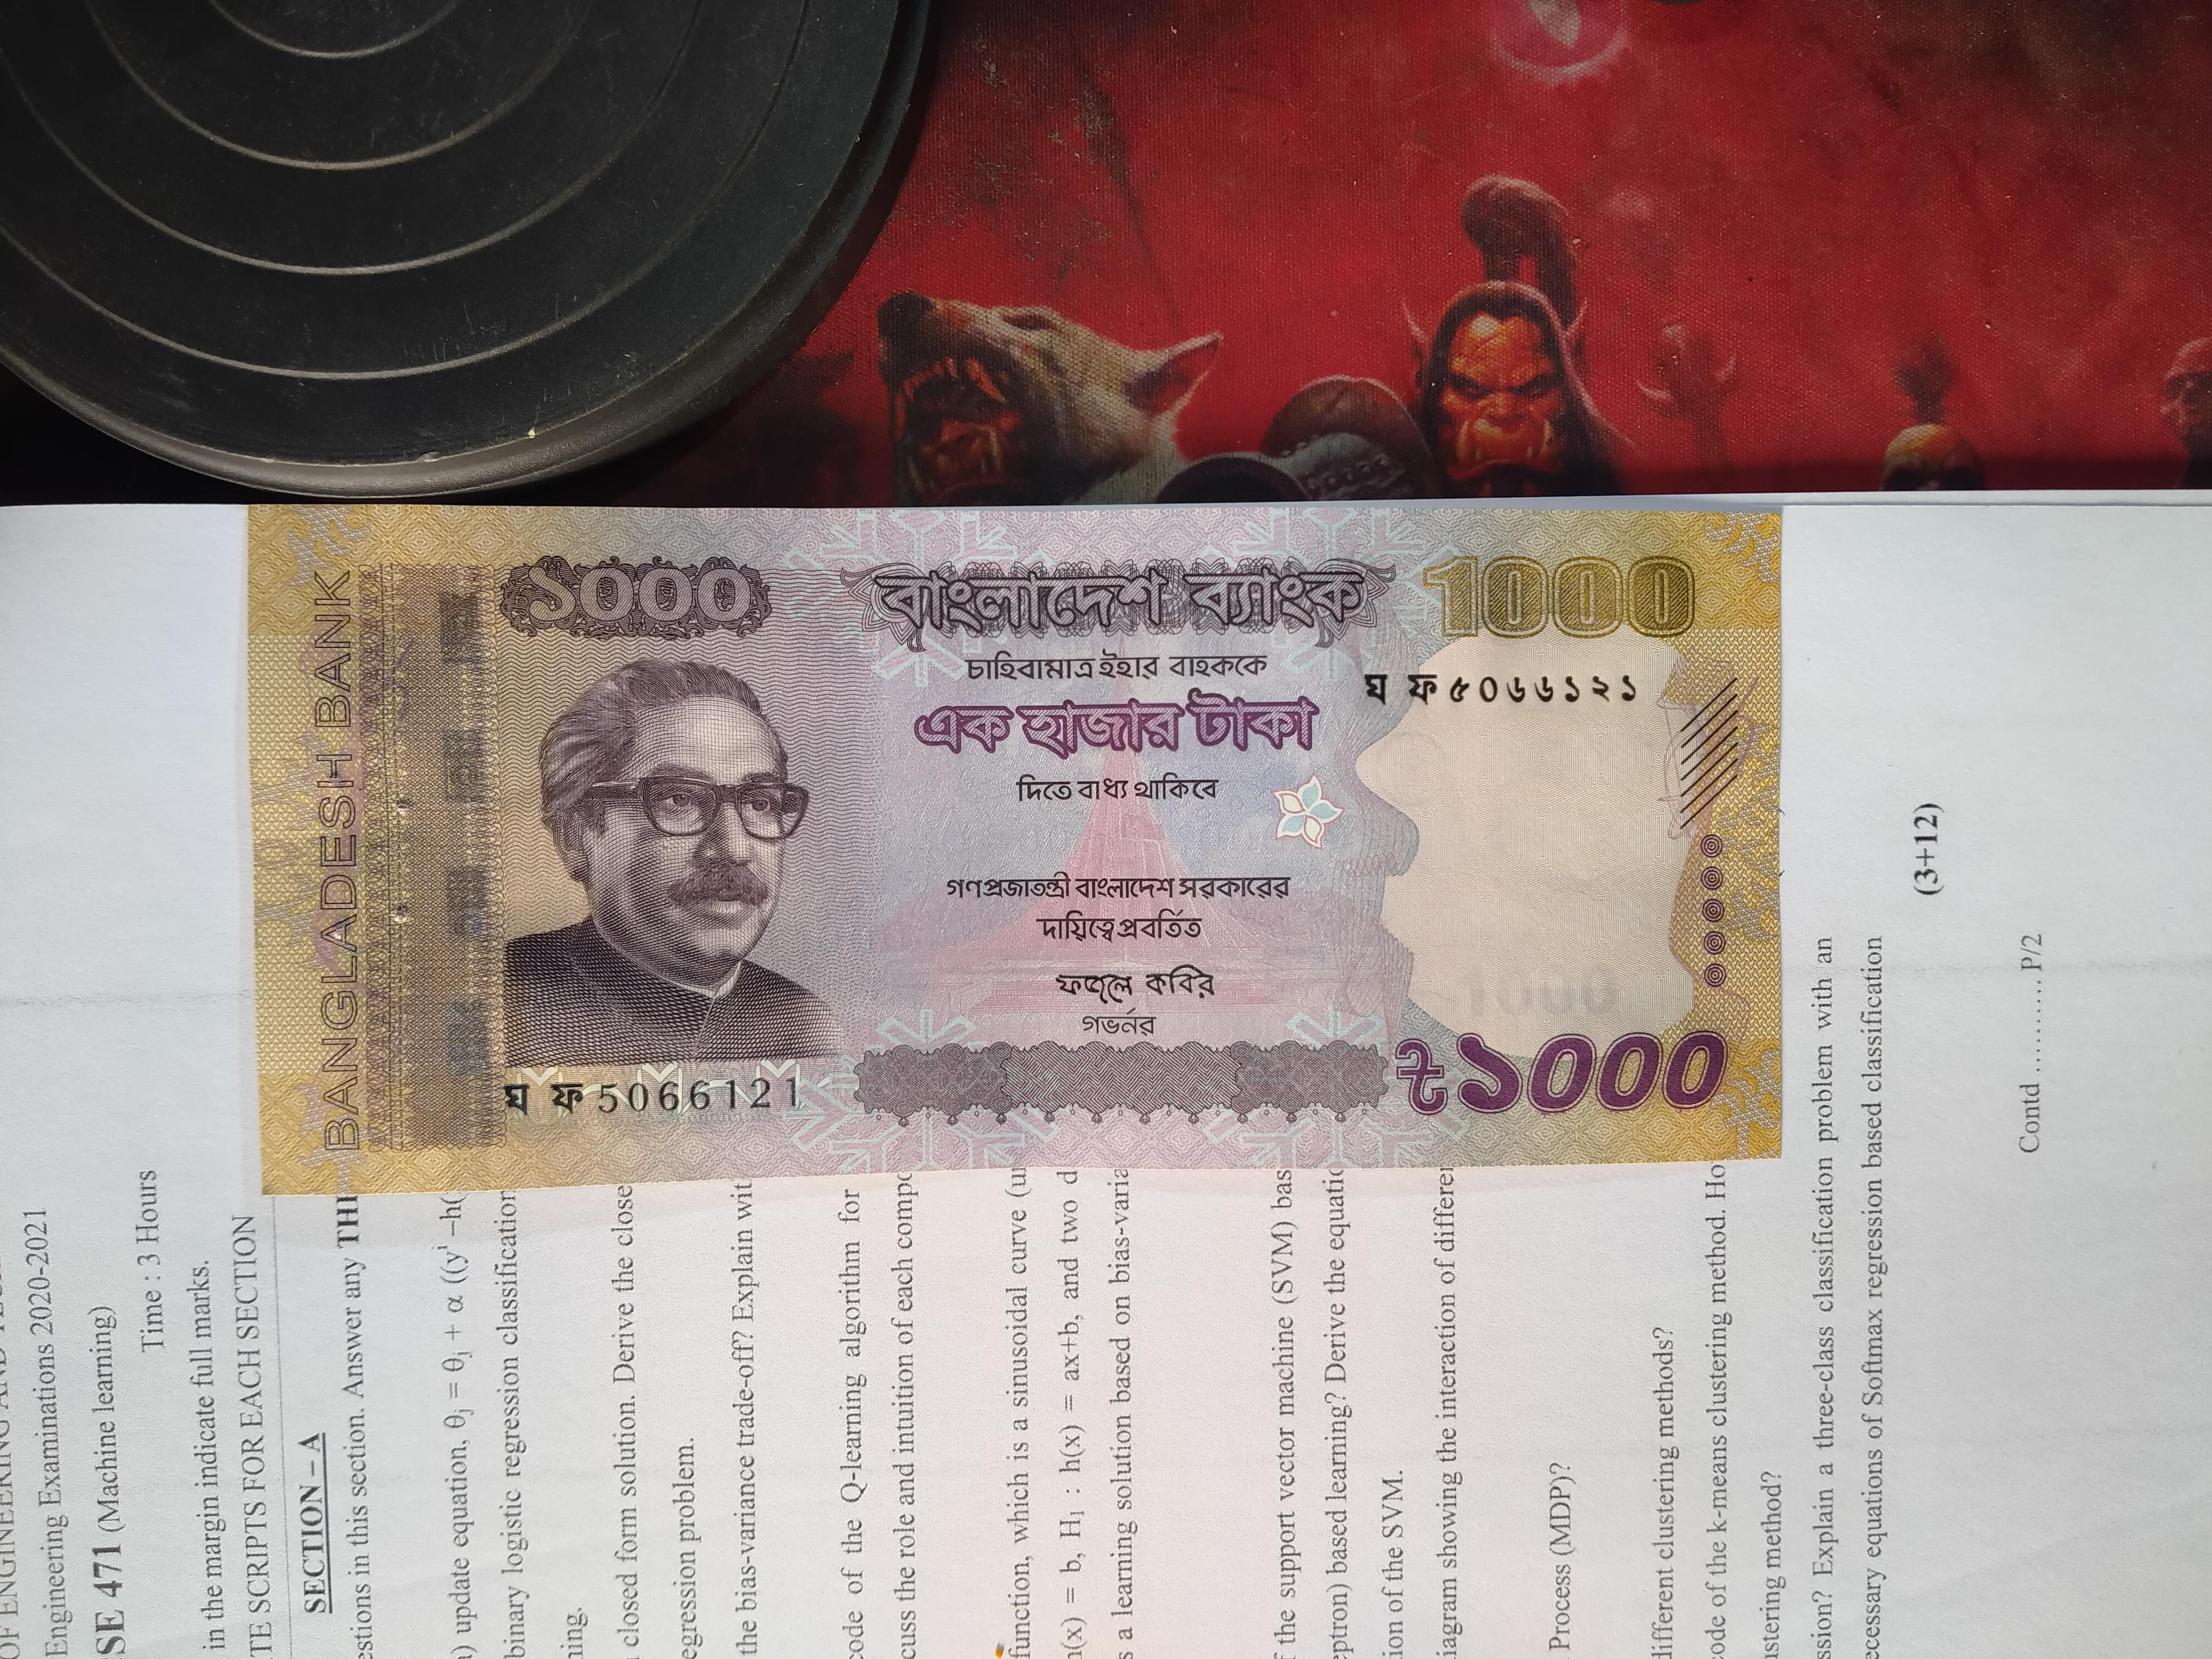 BANGLADESH BANK
১০০০
বাংলাদেশ ব্যাংক
1000
চাহিবামাত্র ইহার বাহককে
ঘ ফ ৫০৬৬১২১
এক হাজার টাকা
দিতে বাধ্য থাকিবে
গণপ্রজাতন্ত্রী বাংলাদেশ সরকারের
দায়িত্বে প্রবর্তিত
ফজলে কবির
গভর্নর
1000
ঘ ফ 5066121
৳১০০০
OF ENGINEERING AND
Engineering Examinations 2020-2021
SE 471 (Machine learning)
Time : 3 Hours
in the margin indicate full marks.
TE SCRIPTS FOR EACH SECTION
SECTION – A
estions in this section. Answer any
) update equation, θj = θj + α ((yⁱ –h(
binary logistic regression classification
closed form solution. Derive the close
egression problem.
the bias-variance trade-off? Explain wit
code of the Q-learning algorithm for
cuss the role and intuition of each compo
function, which is a sinusoidal curve
h(x) = b, H₁ : h(x) = ax+b, and two d
s a learning solution based on bias-varia
f the support vector machine (SVM) bas
eptron) based learning? Derive the equatio
ion of the SVM.
iagram showing the interaction of differen
Process (MDP)?
different clustering methods?
code of the k-means clustering method. Ho
ustering method?
ssion? Explain a three-class classification problem with an
ecessary equations of Softmax regression based classification
(3+12)
Contd .......... P/2